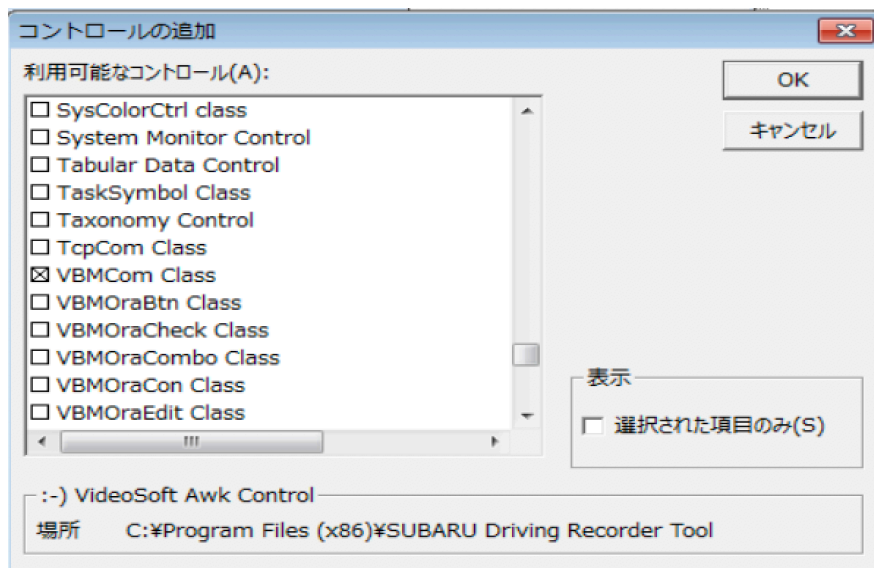 コントロールの追加
利用可能なコントロール(A):
SysColorCtrl class
System Monitor Control
Tabular Data Control
TaskSymbol Class
Taxonomy Control
TcpCom Class
VBMCom Class
VBMOraBtn Class
VBMOraCheck Class
VBMOraCombo Class
VBMOraCon Class
VBMOraEdit Class
OK
キャンセル
表示
選択された項目のみ(S)
:-) VideoSoft Awk Control
場所 C:¥Program Files (x86)¥SUBARU Driving Recorder Tool